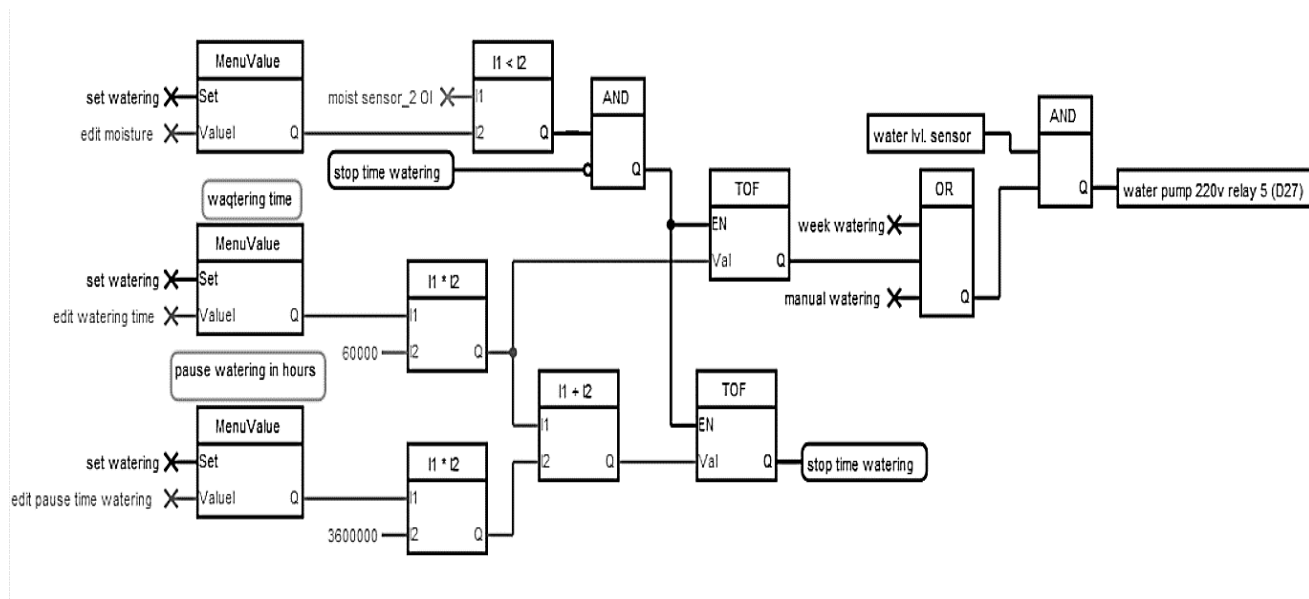 MenuValue
set watering
Set
edit moisture
ValueI
Q
I1 < I2
moist sensor_2 OI
I1
I2
Q
AND
stop time watering
Q
waqtering time
MenuValue
set watering
Set
edit watering time
ValueI
Q
I1 * I2
I1
60000
I2
Q
pause watering in hours
MenuValue
set watering
Set
edit pause time watering
ValueI
Q
I1 * I2
I1
3600000
I2
Q
I1 + I2
I1
I2
Q
TOF
EN
Val
Q
TOF
EN
Val
Q
stop time watering
OR
week watering
manual watering
Q
water lvl. sensor
AND
Q
water pump 220v relay 5 (D27)